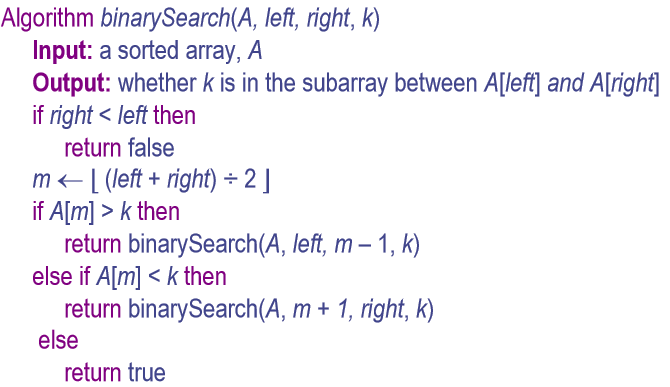 Algorithm binarySearch(A, left, right, k)
Input: a sorted array, A
Output: whether k is in the subarray between A[left] and A[right]
if right < left then
return false
m ← ⌊ (left + right) ÷ 2 ⌋
if A[m] > k then
return binarySearch(A, left, m – 1, k)
else if A[m] < k then
return binarySearch(A, m + 1, right, k)
else
return true